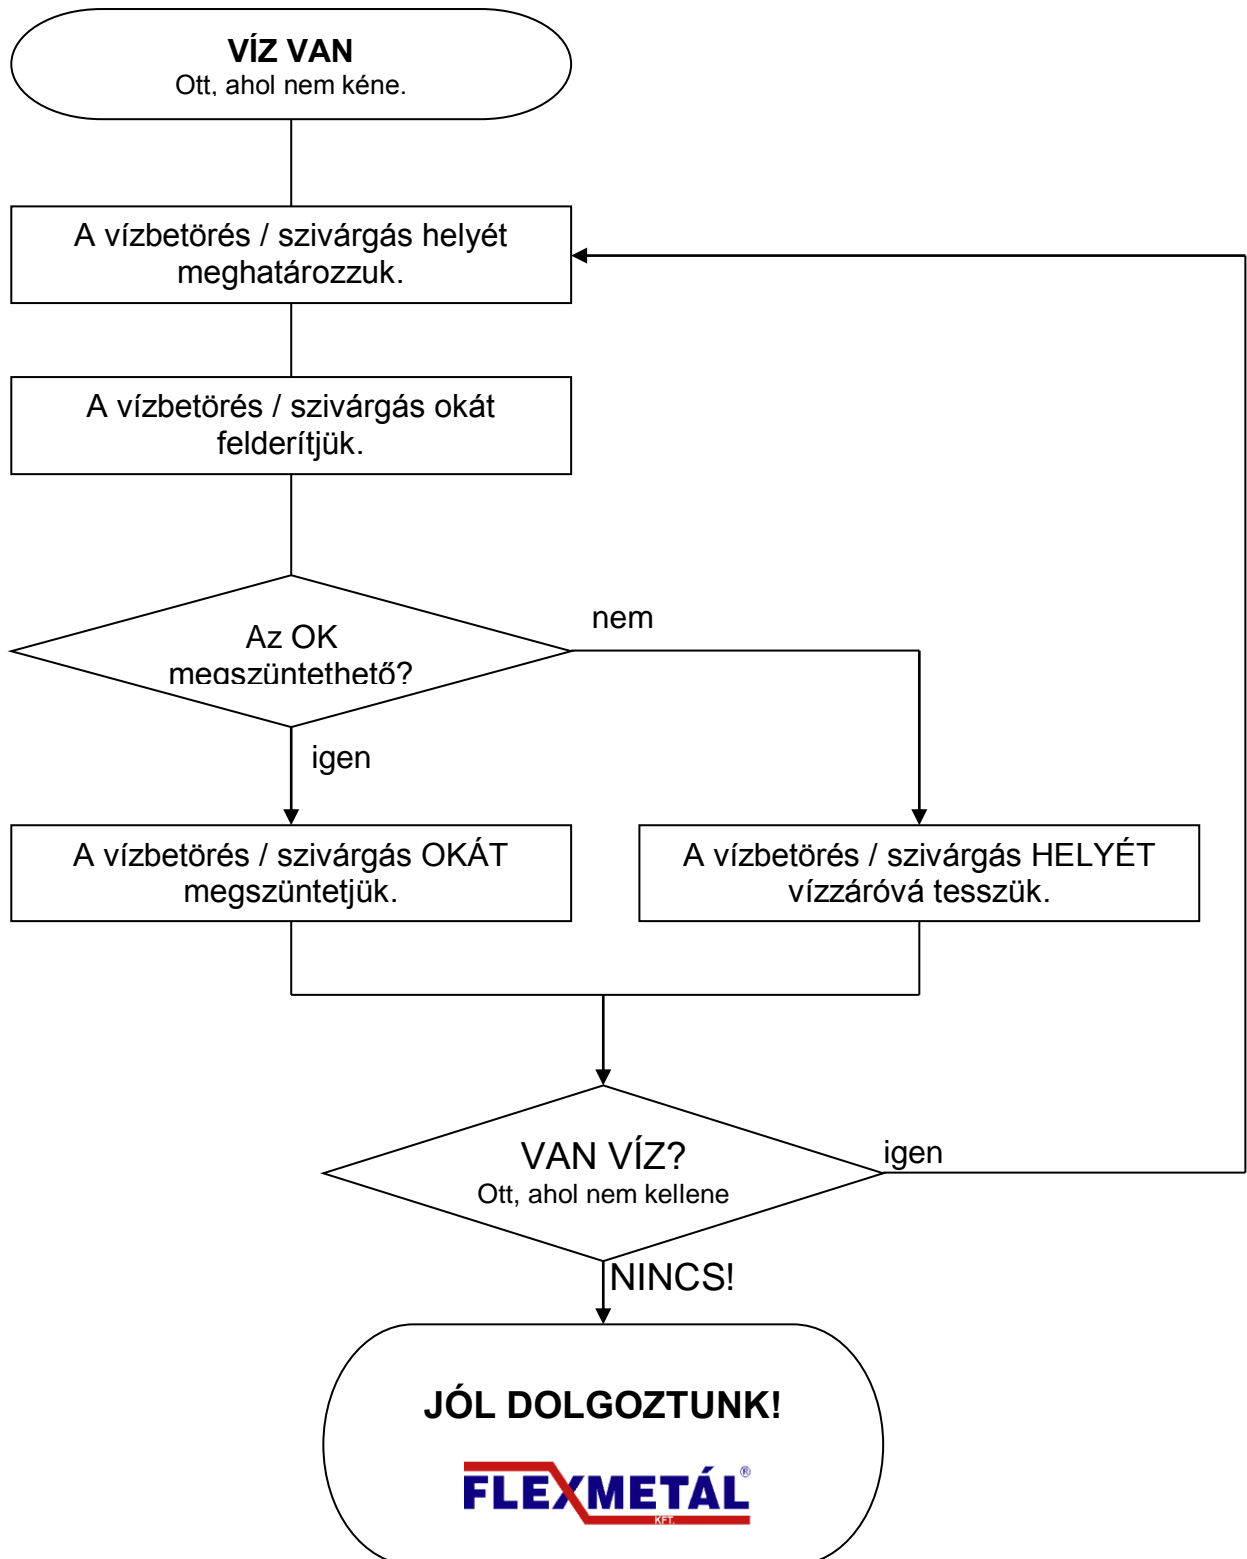 VÍZ VAN
Ott, ahol nem kéne.
A vízbetörés / szivárgás helyét
meghatározzuk.
A vízbetörés / szivárgás okát
felderítjük.
Az OK
megszüntethető?
nem
igen
A vízbetörés / szivárgás OKÁT
megszüntetjük.
A vízbetörés / szivárgás HELYÉT
vízzáróvá tesszük.
VAN VÍZ?
Ott, ahol nem kellene
igen
NINCS!
JÓL DOLGOZTUNK!
FLEXMETÁL®
KFT.